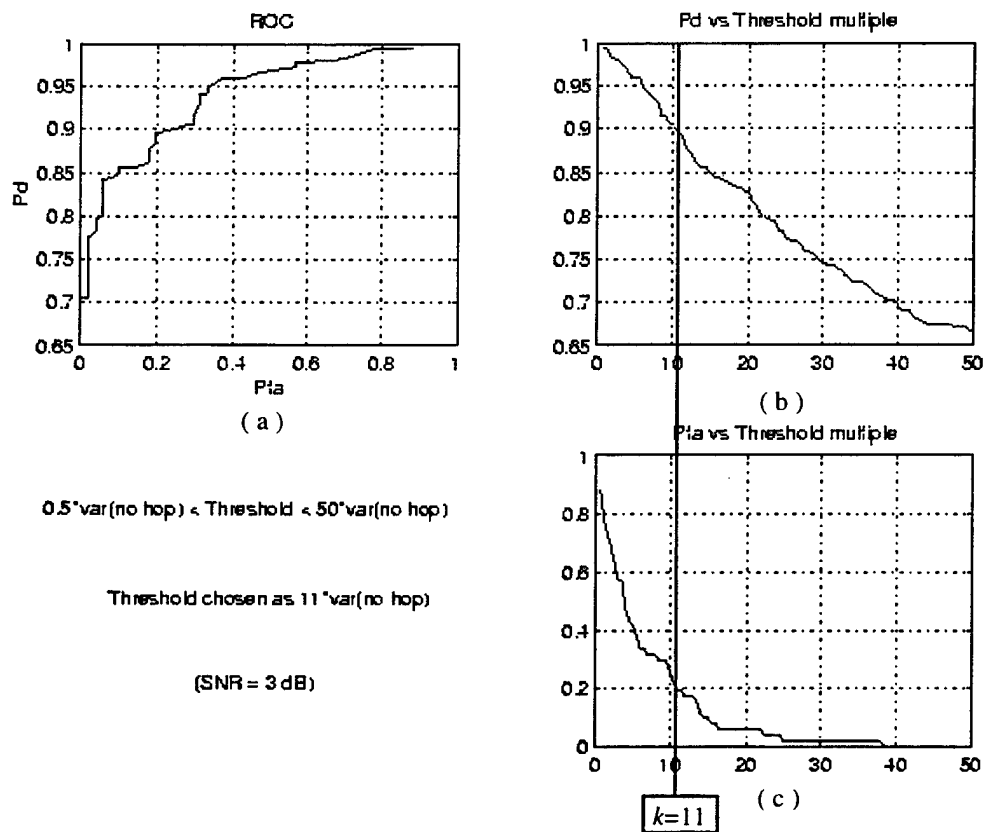 ROC
1
0.95
0.9
0.85
0.8
0.75
0.7
0.65
Pd
0 0.2 0.4 0.6 0.8 1
Pfa
( a )
Pd vs Threshold multiple
1
0.95
0.9
0.85
0.8
0.75
0.7
0.65
0 10 20 30 40 50
( b )
0.5*var(no hop) < Threshold < 50*var(no hop)
Threshold chosen as 11*var(no hop)
(SNR = 3 dB)
Pfa vs Threshold multiple
1
0.8
0.6
0.4
0.2
0
0 10 20 30 40 50
( c )
k=11